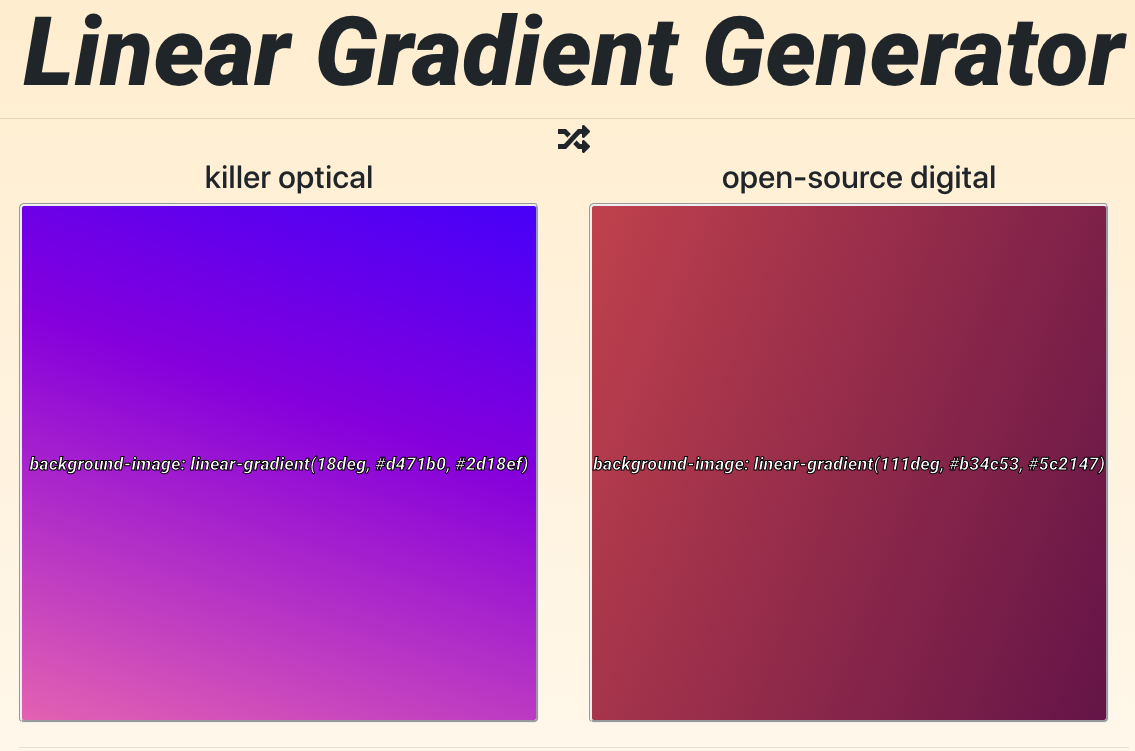 Linear Gradient Generator
killer optical
open-source digital
background-image: linear-gradient(18deg, #d471b0, #2d18ef)
background-image: linear-gradient(111deg, #b34c53, #5c2147)